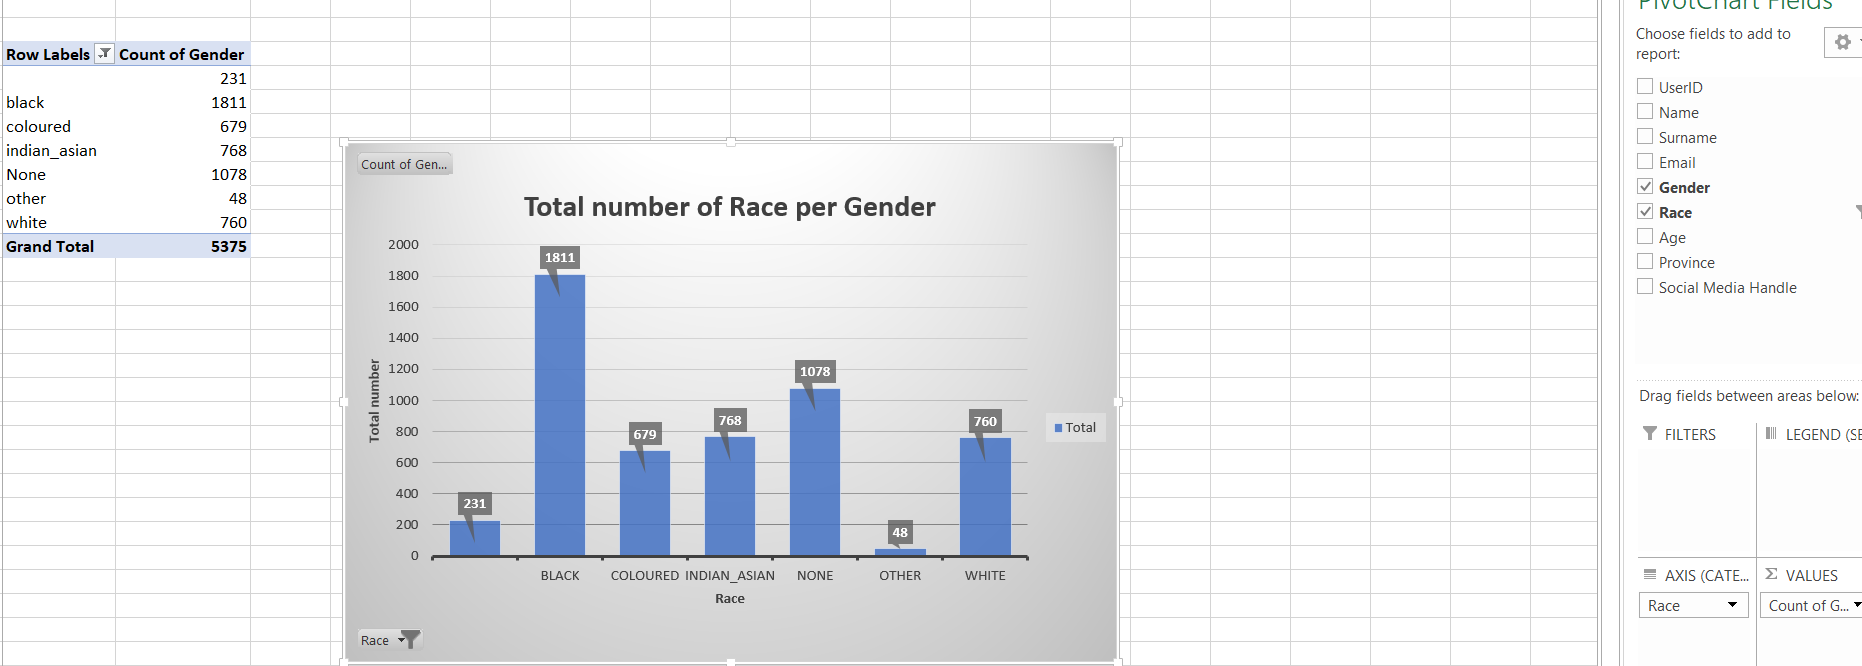 Row Labels Count of Gender
231
black 1811
coloured 679
indian_asian 768
None 1078
other 48
white 760
Grand Total 5375
Count of Gen...
Total number of Race per Gender
2000
1800
1600
1400
1200
1000
800
600
400
200
0
Total number
231
1811
679
768
1078
48
760
BLACK COLOURED INDIAN_ASIAN NONE OTHER WHITE
Race
Total
Race
PivotChart Fields
Choose fields to add to
report:
UserID
Name
Surname
Email
Gender
Race
Age
Province
Social Media Handle
Drag fields between areas below:
FILTERS
LEGEND (SE
AXIS (CATE...
Race
VALUES
Count of G...